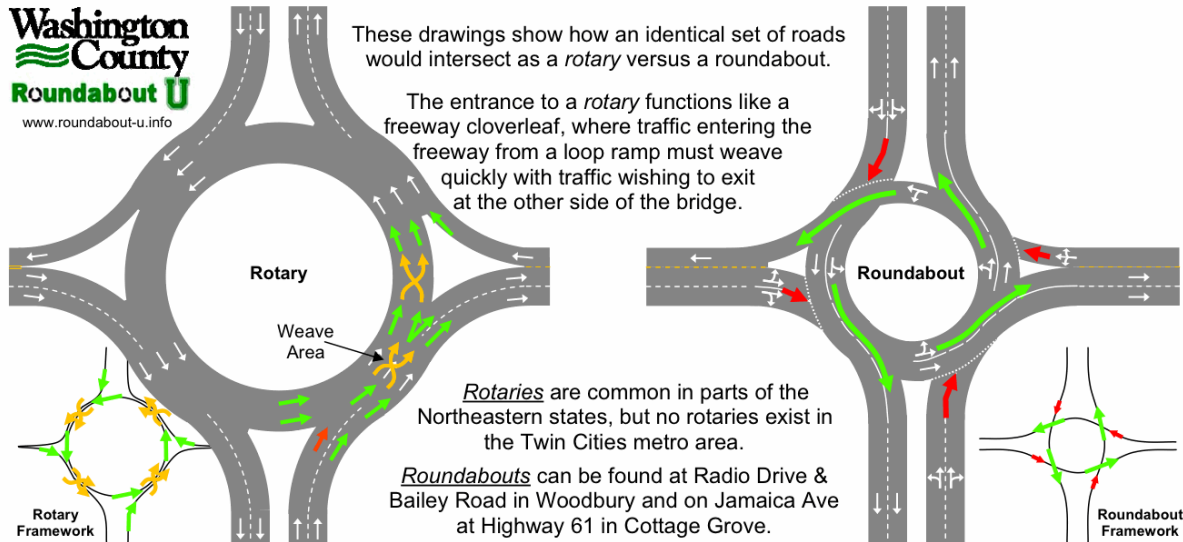 Washington
County
Roundabout U
www.roundabout-u.info
These drawings show how an identical set of roads
would intersect as a rotary versus a roundabout.
The entrance to a rotary functions like a
freeway cloverleaf, where traffic entering the
freeway from a loop ramp must weave
quickly with traffic wishing to exit
at the other side of the bridge.
Rotary
Roundabout
Weave
Area
Rotaries are common in parts of the
Northeastern states, but no rotaries exist in
the Twin Cities metro area.
Roundabouts can be found at Radio Drive &
Bailey Road in Woodbury and on Jamaica Ave
at Highway 61 in Cottage Grove.
Rotary
Framework
Roundabout
Framework